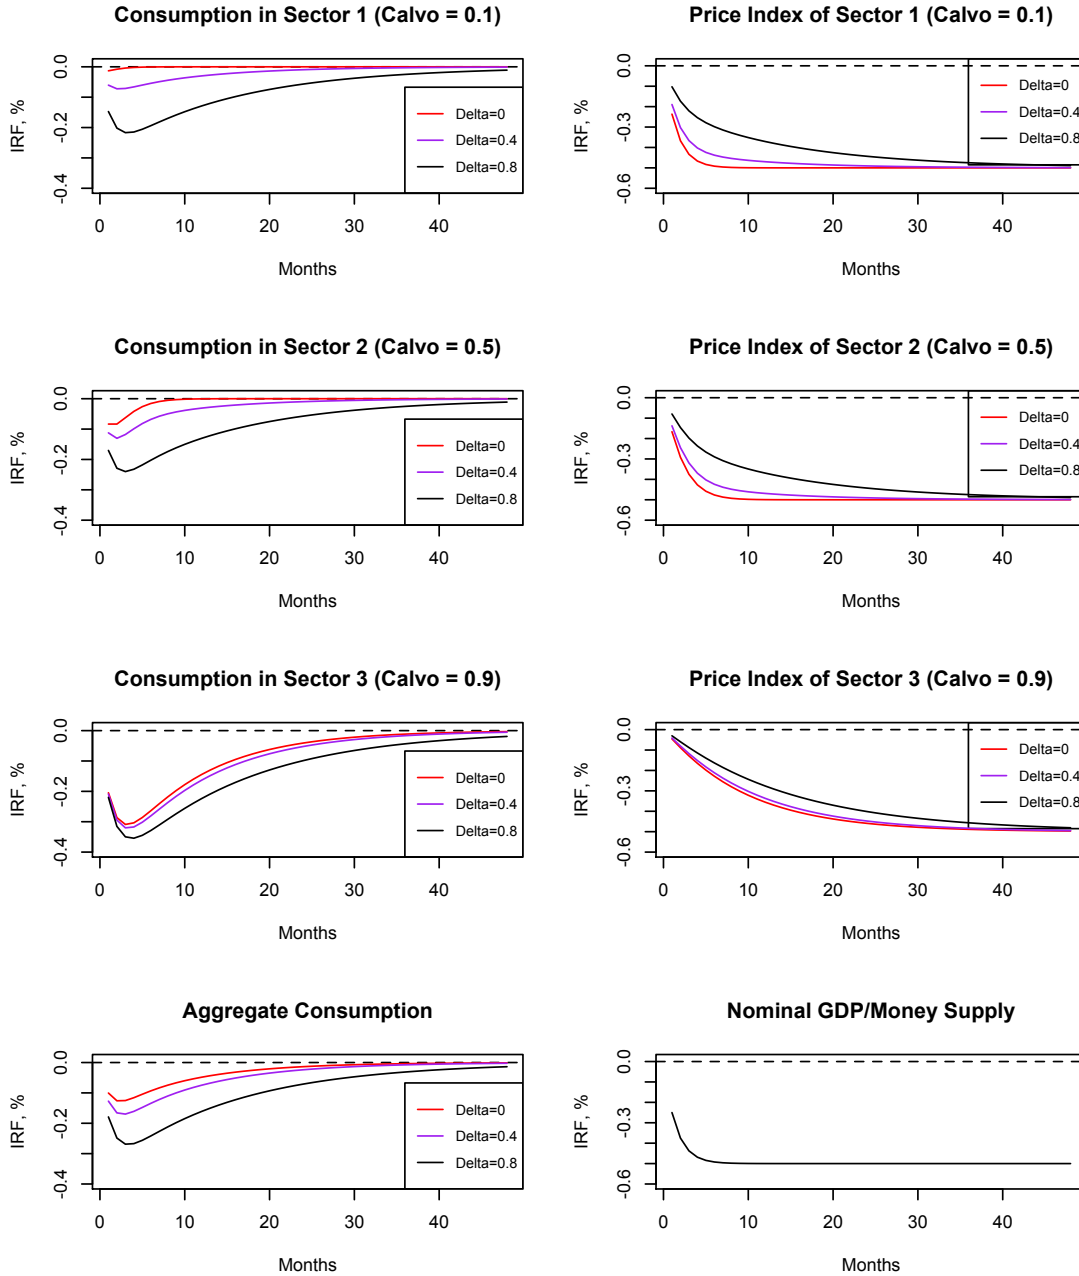 Consumption in Sector 1 (Calvo = 0.1)
IRF, %
0.0
-0.2
-0.4
Delta=0
Delta=0.4
Delta=0.8
0 10 20 30 40
Months
Price Index of Sector 1 (Calvo = 0.1)
IRF, %
0.0
-0.3
-0.6
Delta=0
Delta=0.4
Delta=0.8
0 10 20 30 40
Months
Consumption in Sector 2 (Calvo = 0.5)
IRF, %
0.0
-0.2
-0.4
Delta=0
Delta=0.4
Delta=0.8
0 10 20 30 40
Months
Price Index of Sector 2 (Calvo = 0.5)
IRF, %
0.0
-0.3
-0.6
Delta=0
Delta=0.4
Delta=0.8
0 10 20 30 40
Months
Consumption in Sector 3 (Calvo = 0.9)
IRF, %
0.0
-0.2
-0.4
Delta=0
Delta=0.4
Delta=0.8
0 10 20 30 40
Months
Price Index of Sector 3 (Calvo = 0.9)
IRF, %
0.0
-0.3
-0.6
Delta=0
Delta=0.4
Delta=0.8
0 10 20 30 40
Months
Aggregate Consumption
IRF, %
0.0
-0.2
-0.4
Delta=0
Delta=0.4
Delta=0.8
0 10 20 30 40
Months
Nominal GDP/Money Supply
IRF, %
0.0
-0.3
-0.6
0 10 20 30 40
Months